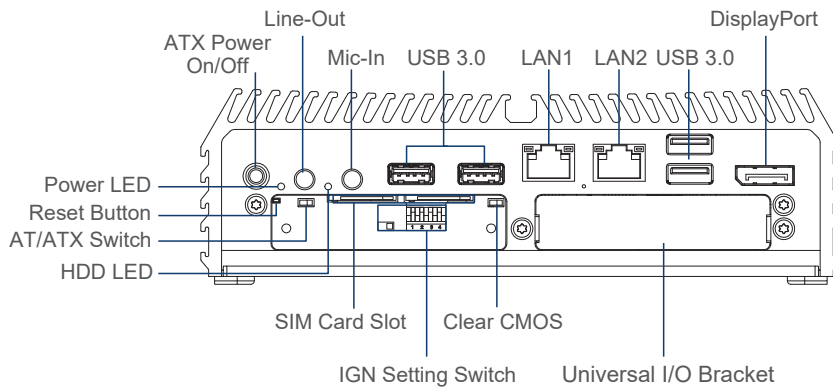 Line-Out
DisplayPort
ATX Power
On/Off
Mic-In
USB 3.0
LAN1
LAN2
USB 3.0
Power LED
Reset Button
AT/ATX Switch
HDD LED
1 2 3 4
SIM Card Slot
Clear CMOS
IGN Setting Switch
Universal I/O Bracket